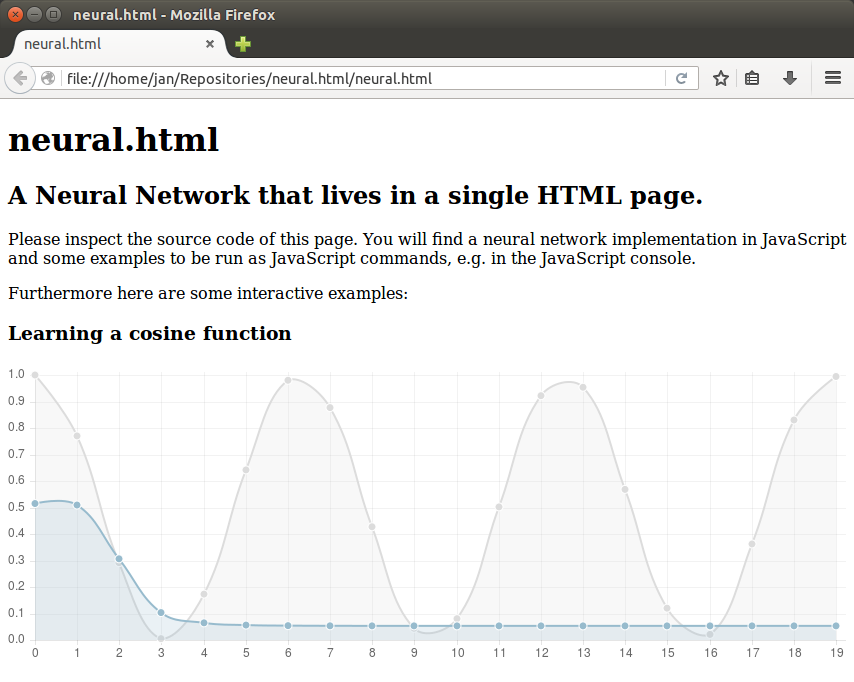 neural.html - Mozilla Firefox
neural.html
file:///home/jan/Repositories/neural.html/neural.html
neural.html
A Neural Network that lives in a single HTML page.
Please inspect the source code of this page. You will find a neural network implementation in JavaScript
and some examples to be run as JavaScript commands, e.g. in the JavaScript console.
Furthermore here are some interactive examples:
Learning a cosine function
1.0
0.9
0.8
0.7
0.6
0.5
0.4
0.3
0.2
0.1
0.0
0 1 2 3 4 5 6 7 8 9 10 11 12 13 14 15 16 17 18 19